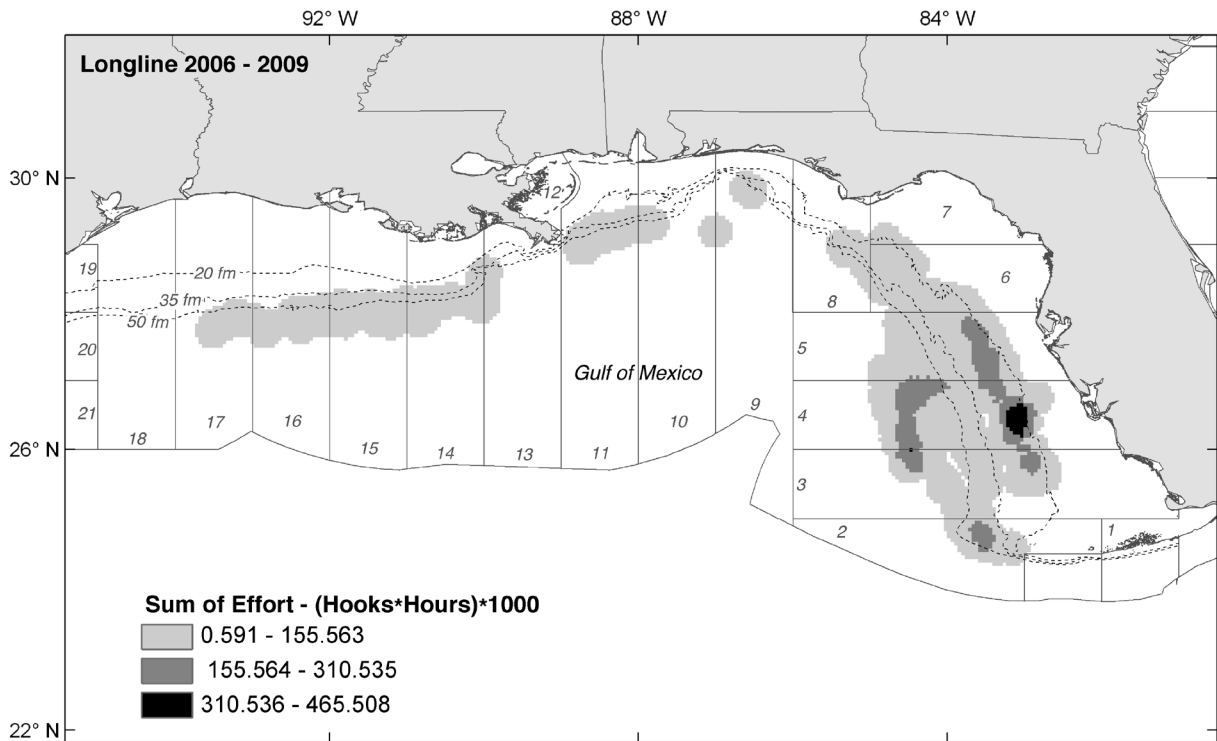 92° W 88° W 84° W
Longline 2006 - 2009
30° N
12
7
19
20 fm
6
35 fm
8
50 fm
20
5
Gulf of Mexico
21
4
9
17 16 10
18 15 14 13 11
26° N
3
2
1
Sum of Effort - (Hooks*Hours)*1000
0.591 - 155.563
155.564 - 310.535
310.536 - 465.508
22° N